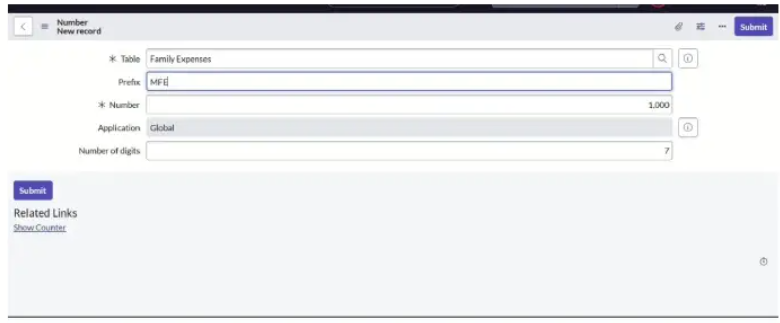 Number
New record
Submit
* Table Family Expenses
Prefix MFE
* Number 1,000
Application Global
Number of digits 7
Submit
Related Links
Show Counter